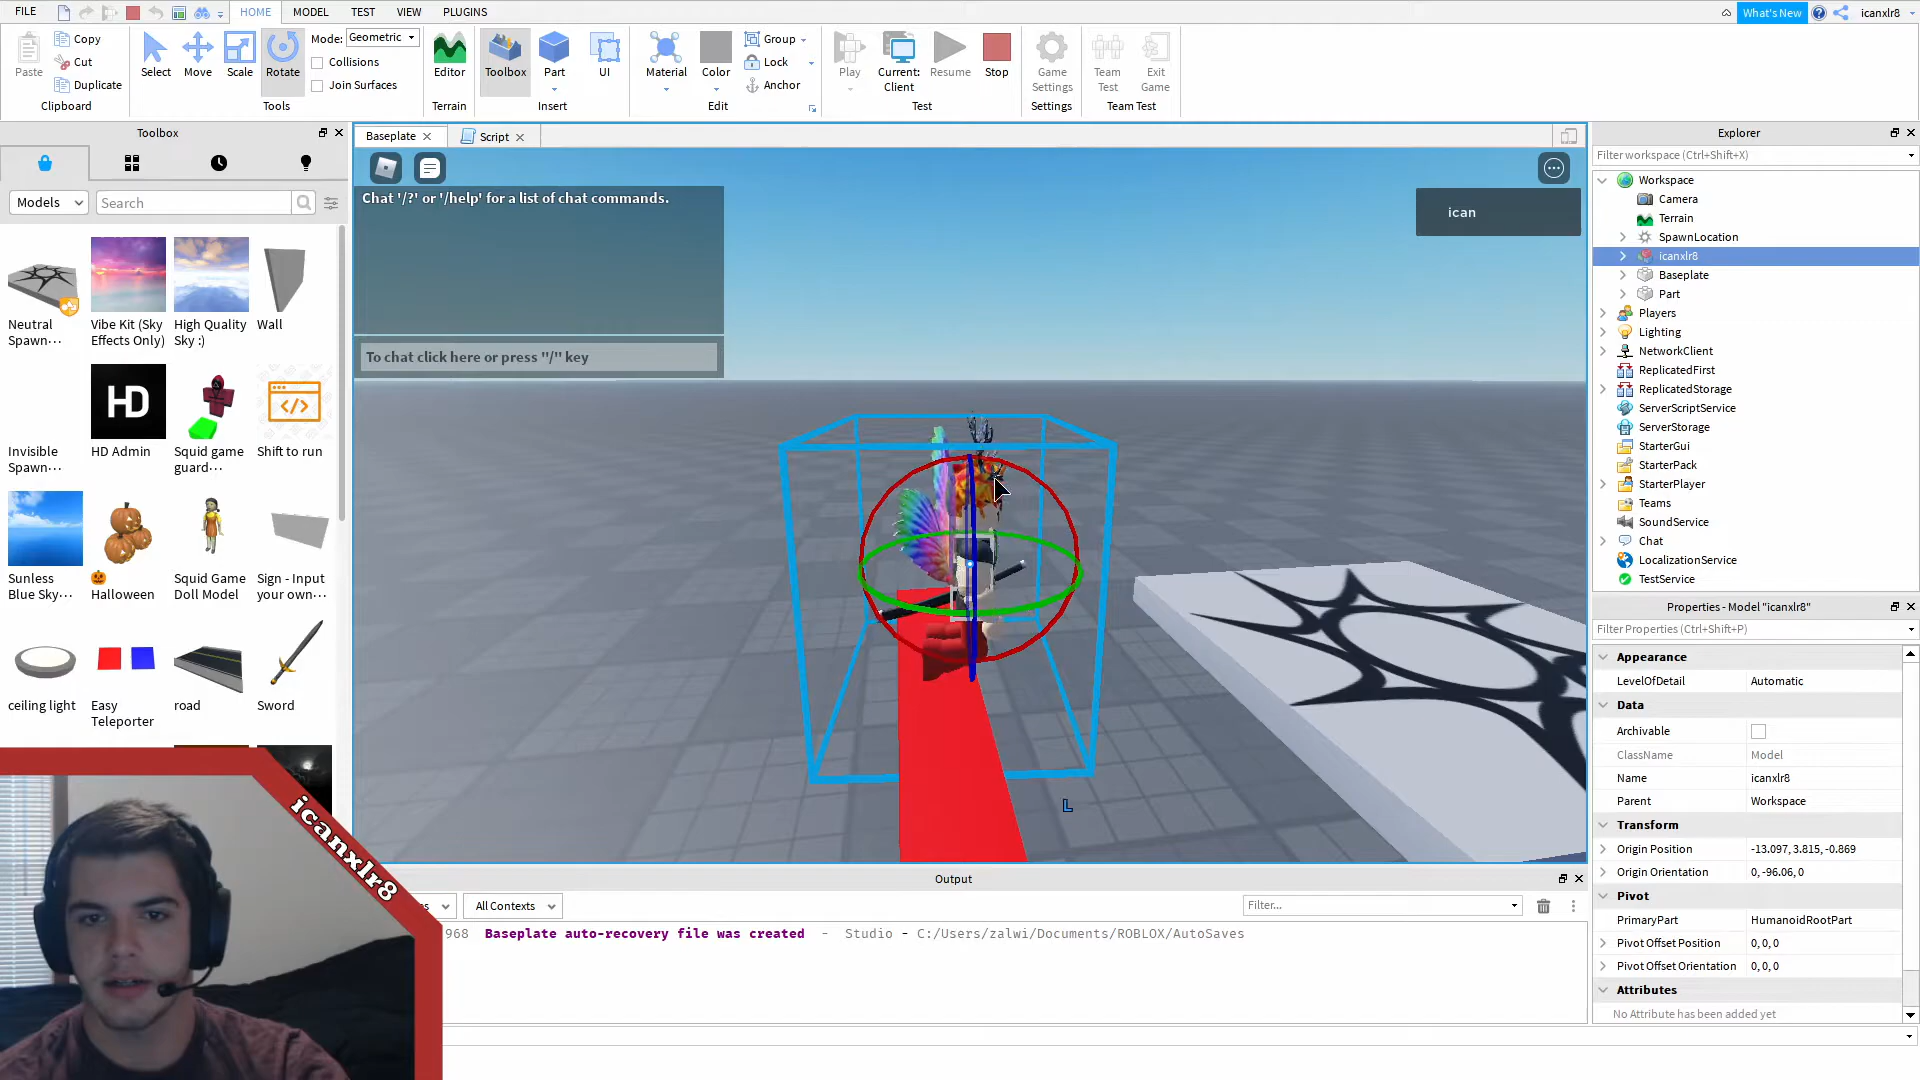 FILE
HOME
MODEL
TEST
VIEW
PLUGINS
What's New
icanxlr8
Paste
Copy
Cut
Duplicate
Clipboard
Select
Move
Scale
Rotate
Mode: Geometric
Collisions
Join Surfaces
Tools
Editor
Terrain
Toolbox
Part
UI
Insert
Material
Color
Group
Lock
Anchor
Edit
Play
Current:
Client
Resume
Stop
Test
Game
Settings
Settings
Team
Test
Exit
Game
Team Test
Toolbox
Models
Search
Neutral
Spawn···
Vibe Kit (Sky
Effects Only)
High Quality
Sky :)
Wall
Invisible
Spawn···
HD
HD Admin
Squid game
guard···
Shift to run
Sunless
Blue Sky···
Halloween
Squid Game
Doll Model
Sign - Input
your own···
ceiling light
Easy
Teleporter
road
Sword
Baseplate
Script
Chat '/?' or '/help' for a list of chat commands.
To chat click here or press "/" key
ican
L
Explorer
Filter workspace (Ctrl+Shift+X)
Workspace
Camera
Terrain
SpawnLocation
icanxlr8
Baseplate
Part
Players
Lighting
NetworkClient
ReplicatedFirst
ReplicatedStorage
ServerScriptService
ServerStorage
StarterGui
StarterPack
StarterPlayer
Teams
SoundService
Chat
LocalizationService
TestService
Properties - Model "icanxlr8"
Filter Properties (Ctrl+Shift+P)
Appearance
LevelOfDetail Automatic
Data
Archivable
ClassName Model
Name icanxlr8
Parent Workspace
Transform
Origin Position -13.097, 3.815, -0.869
Origin Orientation 0, -96.06, 0
Pivot
PrimaryPart HumanoidRootPart
Pivot Offset Position 0, 0, 0
Pivot Offset Orientation 0, 0, 0
Attributes
No Attribute has been added yet
Output
All Contexts
Filter...
968 Baseplate auto-recovery file was created - Studio - C:/Users/zalwi/Documents/ROBLOX/AutoSaves
icanxlr8